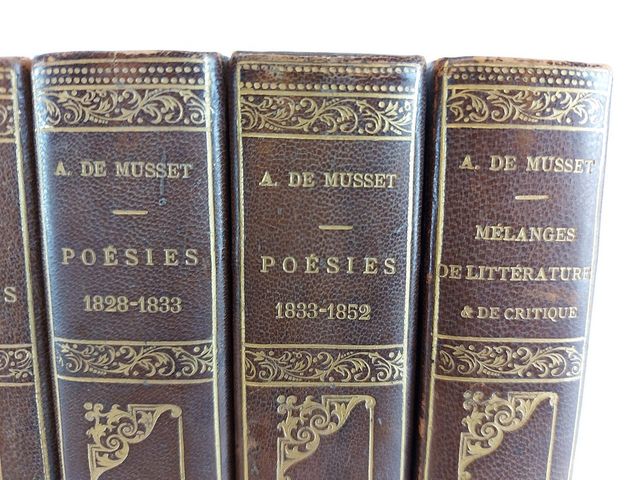 S
A. DE MUSSET
POÉSIES
1828-1833
A. DE MUSSET
POÉSIES
1833-1852
A. DE MUSSET
MÉLANGES
DE LITTÉRATURE
& DE CRITIQUE